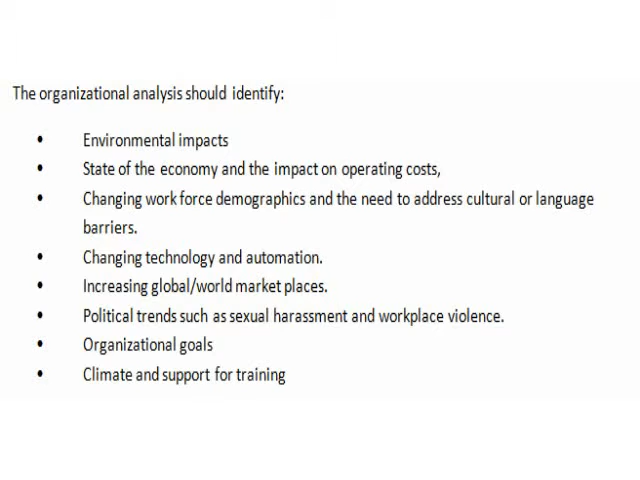 The organizational analysis should identify:
• Environmental impacts
• State of the economy and the impact on operating costs,
• Changing work force demographics and the need to address cultural or language
barriers.
• Changing technology and automation.
• Increasing global/world market places.
• Political trends such as sexual harassment and workplace violence.
• Organizational goals
• Climate and support for training